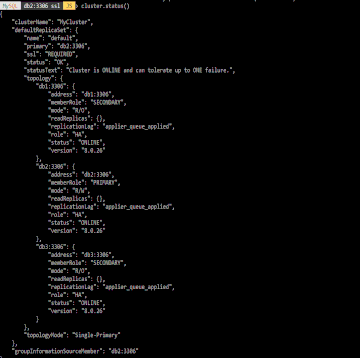 MySQL db2:3306 ssl JS > cluster.status()
{
    "clusterName": "MyCluster",
    "defaultReplicaSet": {
        "name": "default",
        "primary": "db2:3306",
        "ssl": "REQUIRED",
        "status": "OK",
        "statusText": "Cluster is ONLINE and can tolerate up to ONE failure.",
        "topology": {
            "db1:3306": {
                "address": "db1:3306",
                "memberRole": "SECONDARY",
                "mode": "R/O",
                "readReplicas": {},
                "replicationLag": "applier_queue_applied",
                "role": "HA",
                "status": "ONLINE",
                "version": "8.0.26"
            },
            "db2:3306": {
                "address": "db2:3306",
                "memberRole": "PRIMARY",
                "mode": "R/W",
                "readReplicas": {},
                "replicationLag": "applier_queue_applied",
                "role": "HA",
                "status": "ONLINE",
                "version": "8.0.26"
            },
            "db3:3306": {
                "address": "db3:3306",
                "memberRole": "SECONDARY",
                "mode": "R/O",
                "readReplicas": {},
                "replicationLag": "applier_queue_applied",
                "role": "HA",
                "status": "ONLINE",
                "version": "8.0.26"
            }
        },
        "topologyMode": "Single-Primary"
    },
    "groupInformationSourceMember": "db2:3306"